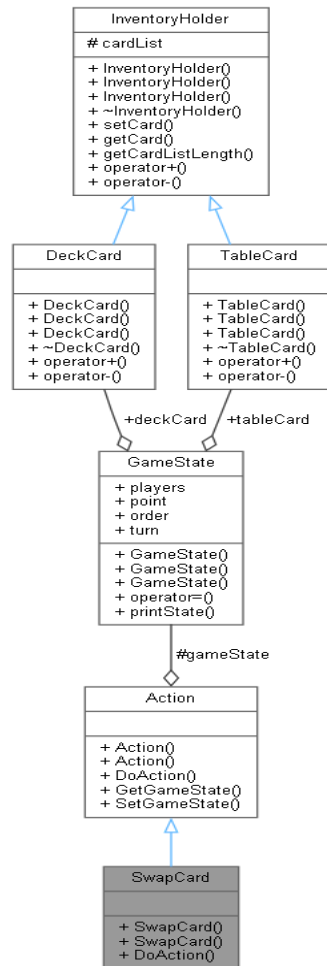 InventoryHolder
# cardList
+ InventoryHolder()
+ InventoryHolder()
+ InventoryHolder()
+ ~InventoryHolder()
+ setCard()
+ getCard()
+ getCardListLength()
+ operator+()
+ operator-()
DeckCard
+ DeckCard()
+ DeckCard()
+ DeckCard()
+ ~DeckCard()
+ operator+()
+ operator-()
TableCard
+ TableCard()
+ TableCard()
+ TableCard()
+ ~TableCard()
+ operator+()
+ operator-()
+deckCard
+tableCard
GameState
+ players
+ point
+ order
+ turn
+ GameState()
+ GameState()
+ GameState()
+ operator=()
+ printState()
#gameState
Action
+ Action()
+ Action()
+ DoAction()
+ GetGameState()
+ SetGameState()
SwapCard
+ SwapCard()
+ SwapCard()
+ DoAction()